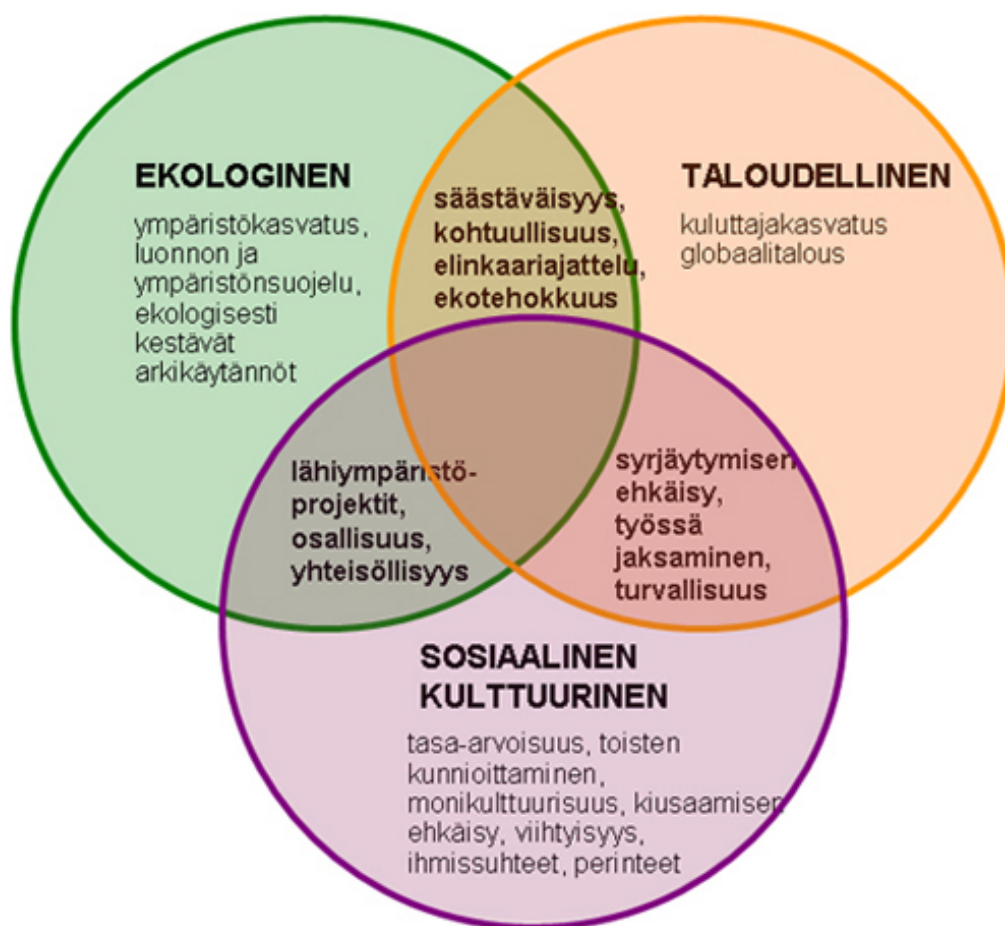 EKOLOGINEN
ympäristökasvatus,
luonnon ja
ympäristönsuojelu,
ekologisesti
kestävät
arkikäytännöt
säästäväisyys,
kohtuullisuus,
elinkaariajattelu,
ekotehokkuus
TALOUDELLINEN
kuluttajakasvatus
globaalitalous
lähiympäristö-
projektit,
osallisuus,
yhteisöllisyys
syrjäytymisen
ehkäisy,
työssä
jaksaminen,
turvallisuus
SOSIAALINEN
KULTTUURINEN
tasa-arvoisuus, toisten
kunnioittaminen,
monikulttuurisuus, kiusaamisen
ehkäisy, viihtyisyys,
ihmissuhteet, perinteet